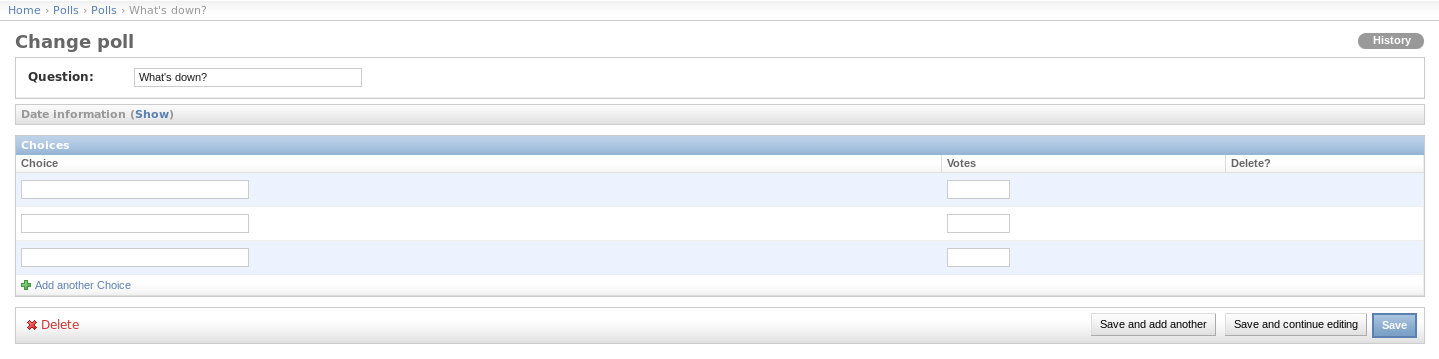 Home › Polls › Polls › What's down?
Change poll
History
Question: What's down?
Date information (Show)
Choices
Choice Votes Delete?
Add another Choice
Delete Save and add another Save and continue editing Save